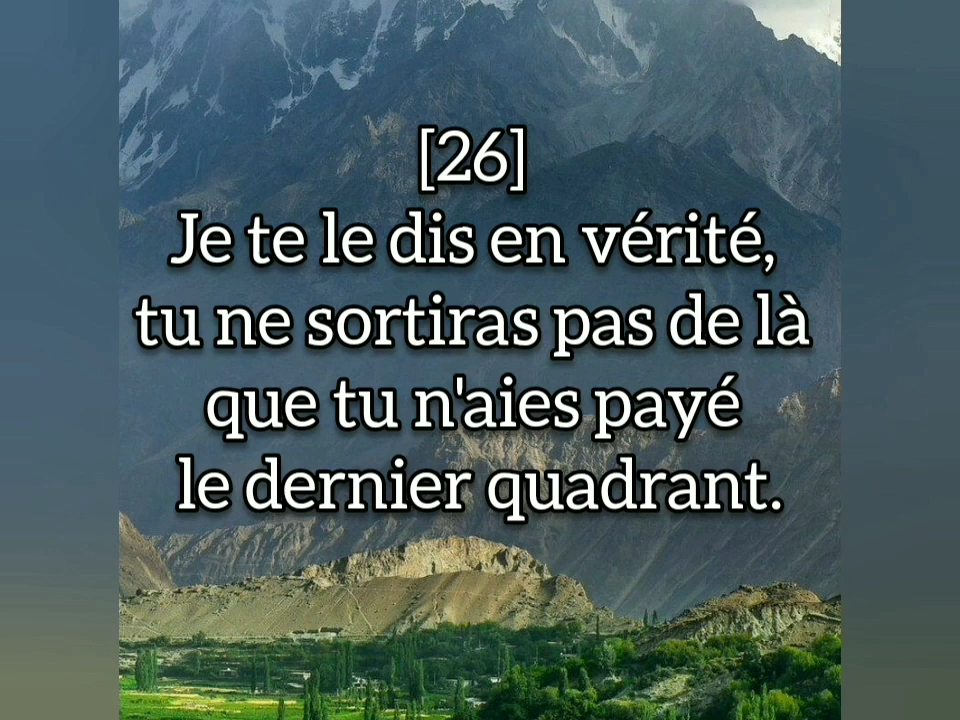 [26]
Je te le dis en vérité,
tu ne sortiras pas de là
que tu n'aies payé
le dernier quadrant.